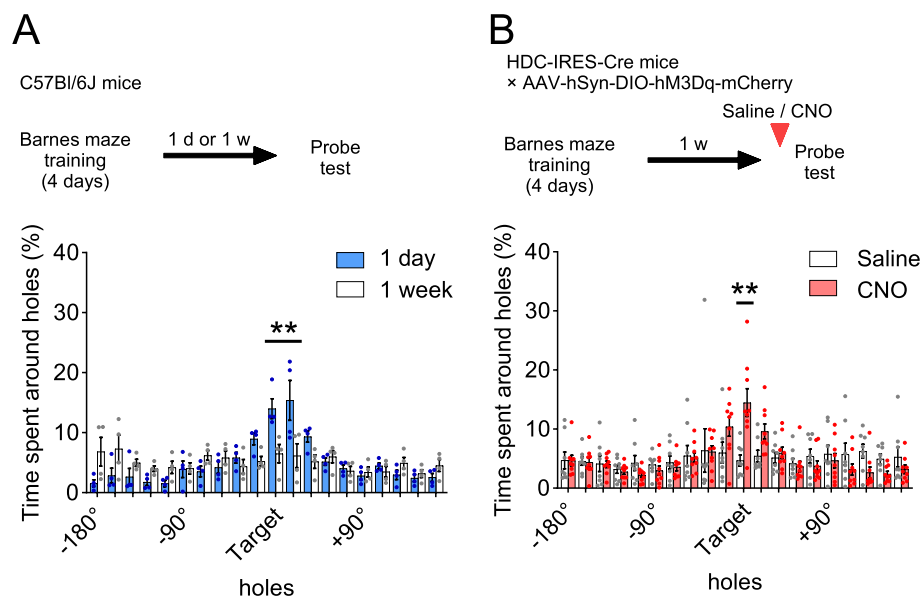 A
C57Bl/6J mice
Barnes maze
training
(4 days)
1 d or 1 w
Probe
test
Time spent around holes (%)
40
30
20
10
0
1 day
1 week
**
-180°
-90°
Target
+90°
holes
B
HDC-IRES-Cre mice
× AAV-hSyn-DIO-hM3Dq-mCherry
Saline / CNO
Barnes maze
training
(4 days)
1 w
Probe
test
Time spent around holes (%)
40
30
20
10
0
Saline
CNO
**
-180°
-90°
Target
+90°
holes